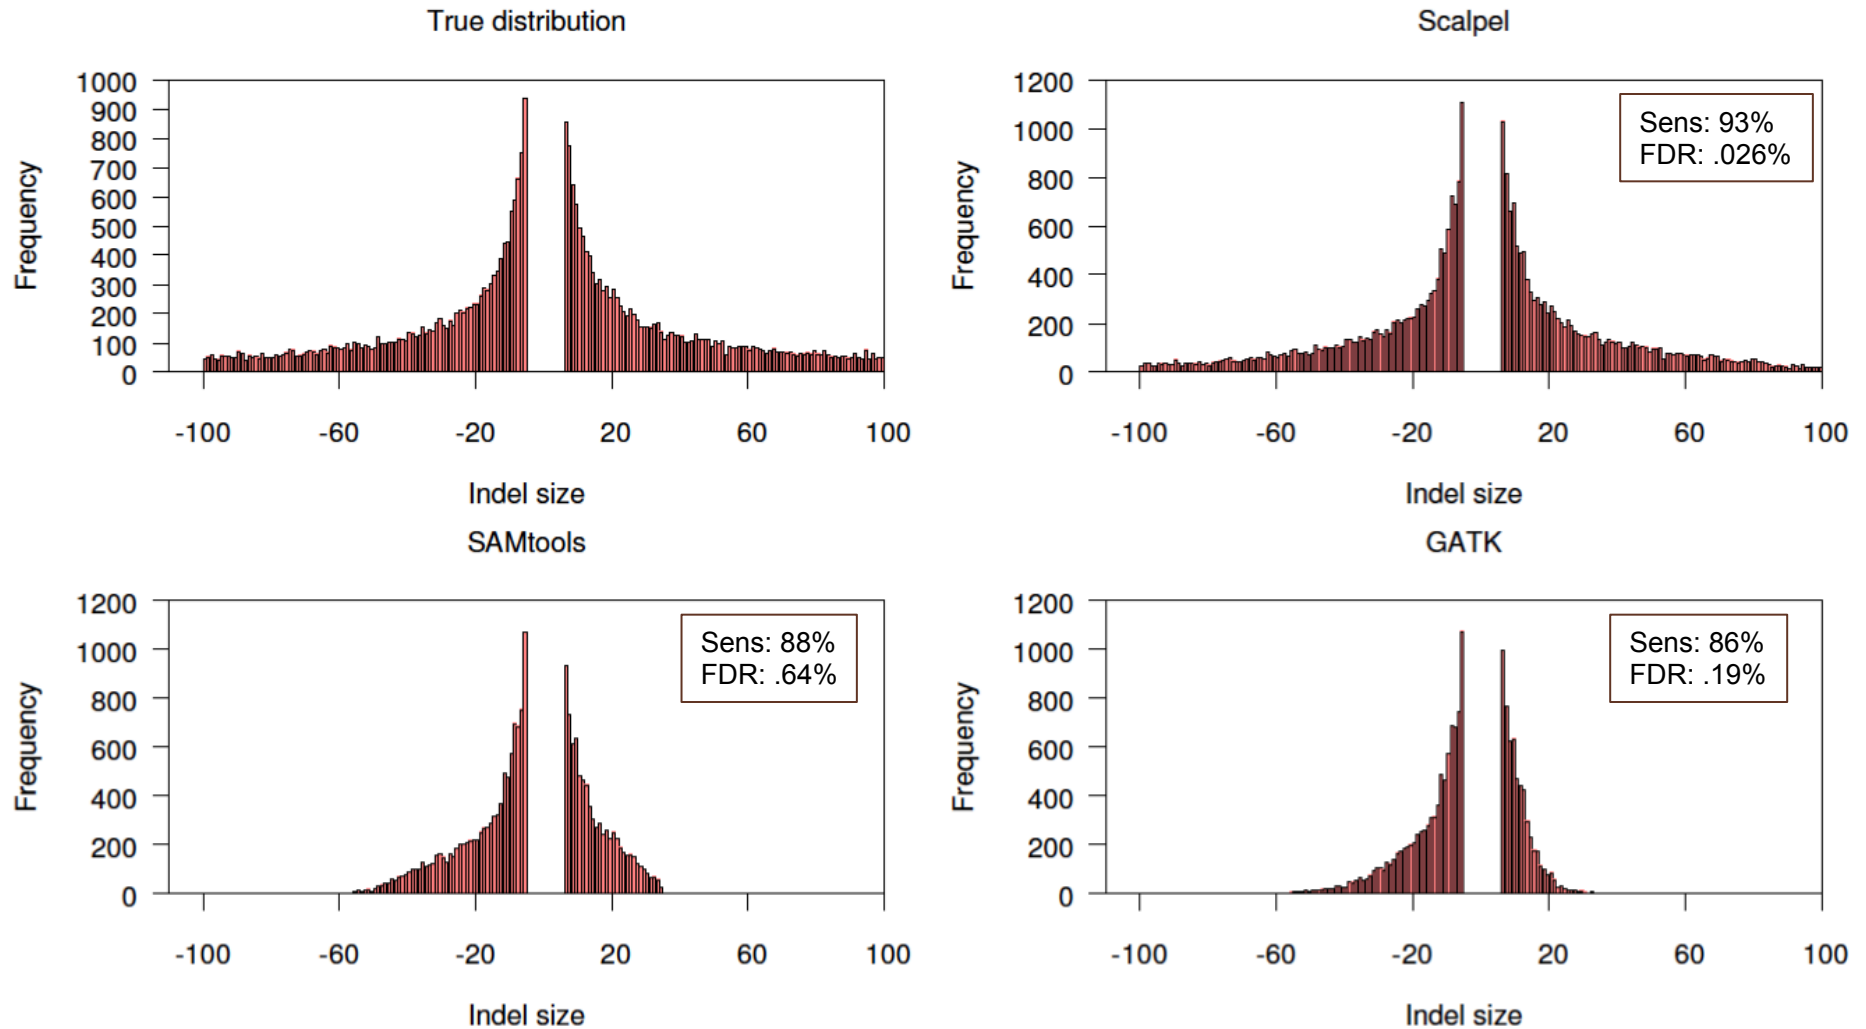 True distribution
Frequency
1000
900
800
700
600
500
400
300
200
100
0
-100 -60 -20 20 60 100
Indel size
Scalpel
Frequency
1200
1000
800
600
400
200
0
Sens: 93%
FDR: .026%
-100 -60 -20 20 60 100
Indel size
SAMtools
Frequency
1200
1000
800
600
400
200
0
Sens: 88%
FDR: .64%
-100 -60 -20 20 60 100
Indel size
GATK
Frequency
1200
1000
800
600
400
200
0
Sens: 86%
FDR: .19%
-100 -60 -20 20 60 100
Indel size